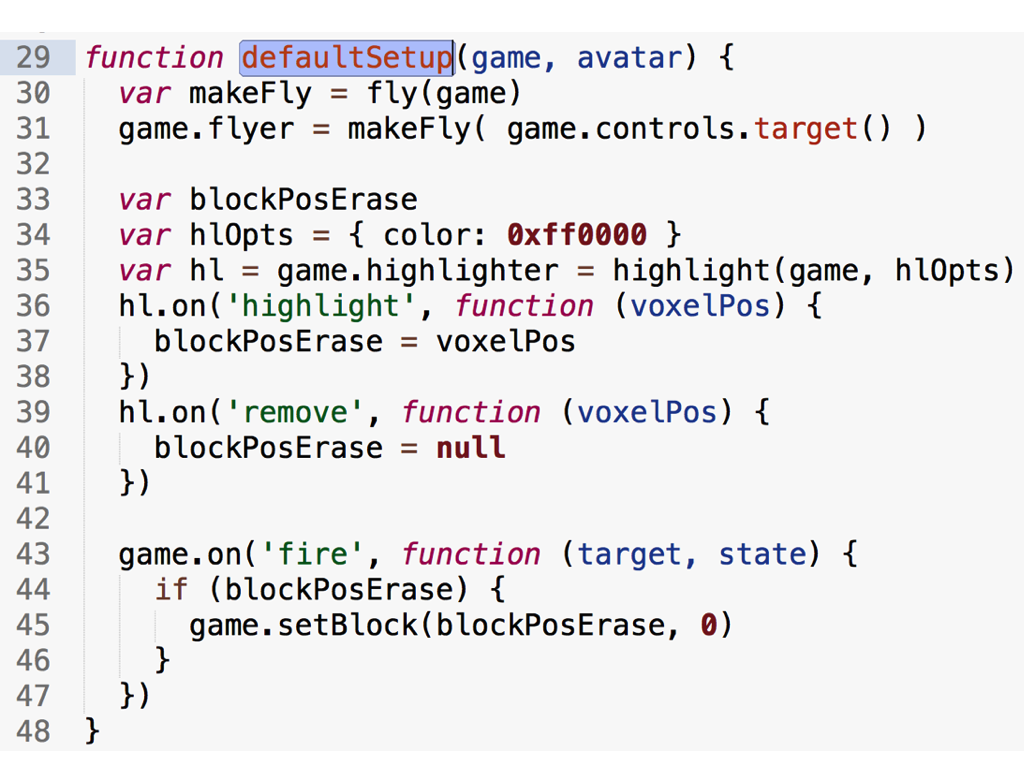 29 function defaultSetup(game, avatar) {
30   var makeFly = fly(game)
31   game.flyer = makeFly( game.controls.target() )
32
33   var blockPosErase
34   var hlOpts = { color: 0xff0000 }
35   var hl = game.highlighter = highlight(game, hlOpts)
36   hl.on('highlight', function (voxelPos) {
37     blockPosErase = voxelPos
38   })
39   hl.on('remove', function (voxelPos) {
40     blockPosErase = null
41   })
42
43   game.on('fire', function (target, state) {
44     if (blockPosErase) {
45       game.setBlock(blockPosErase, 0)
46     }
47   })
48 }